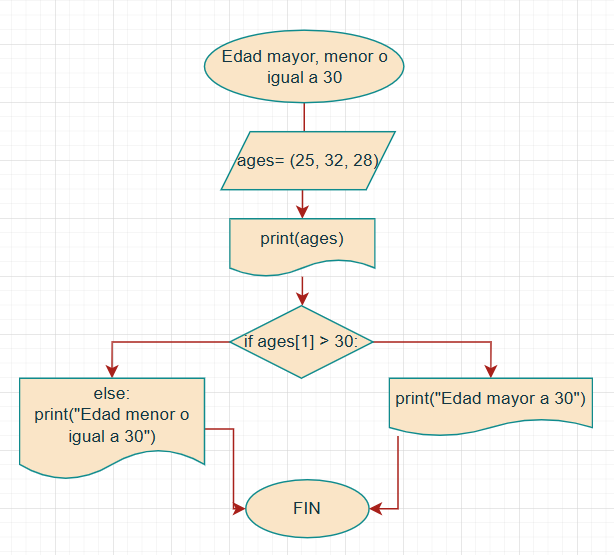 Edad mayor, menor o
igual a 30
ages= (25, 32, 28)
print(ages)
if ages[1] > 30:
else:
print("Edad menor o
igual a 30")
print("Edad mayor a 30")
FIN